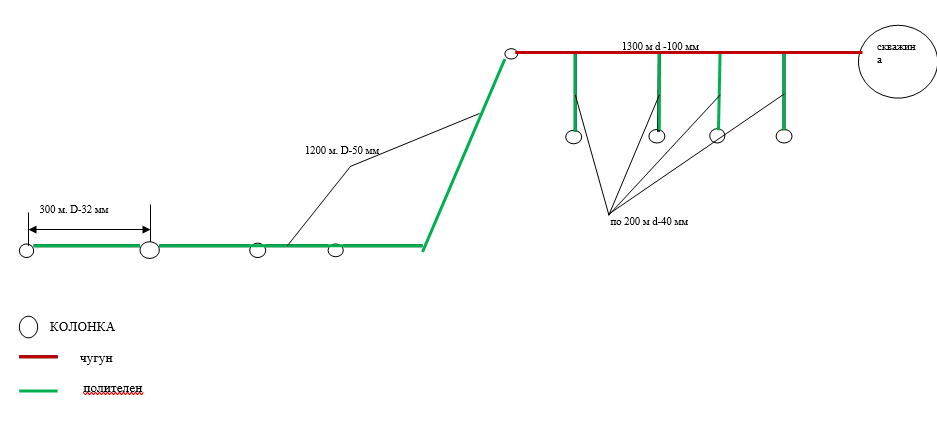 1300 м d -100 мм
скважин
а
1200 м. D-50 мм
300 м. D-32 мм
по 200 м d-40 мм
КОЛОНКА
чугун
полителен